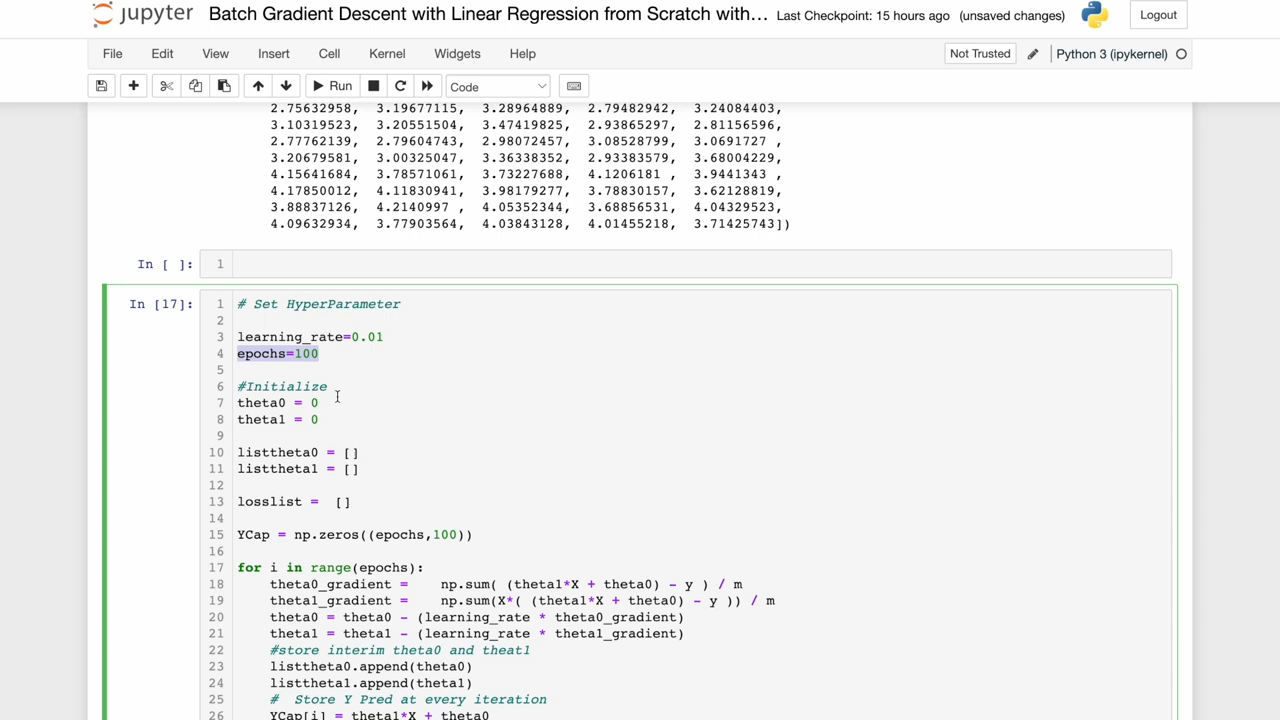 jupyter Batch Gradient Descent with Linear Regression from Scratch with... Last Checkpoint: 15 hours ago (unsaved changes) Logout
File Edit View Insert Cell Kernel Widgets Help Not Trusted Python 3 (ipykernel)
Run Code
2.75632958, 3.19677115, 3.28964889, 2.79482942, 3.24084403,
3.10319523, 3.20551504, 3.47419825, 2.93865297, 2.81156596,
2.77762139, 2.79604743, 2.98072457, 3.08528799, 3.0691727 ,
3.20679581, 3.00325047, 3.36338352, 2.93383579, 3.68004229,
4.15641684, 3.78571061, 3.73227688, 4.1206181 , 3.9441343 ,
4.17850012, 4.11830941, 3.98179277, 3.78830157, 3.62128819,
3.88837126, 4.2140997 , 4.05352344, 3.68856531, 4.04329523,
4.09632934, 3.77903564, 4.03843128, 4.01455218, 3.71425743])
In [ ]: 1
In [17]: 1 # Set HyperParameter
2
3 learning_rate=0.01
4 epochs=100
5
6 #Initialize
7 theta0 = 0
8 theta1 = 0
9
10 listtheta0 = []
11 listtheta1 = []
12
13 losslist =  []
14
15 YCap = np.zeros((epochs,100))
16
17 for i in range(epochs):
18     theta0_gradient =    np.sum( (theta1*X + theta0) - y ) / m
19     theta1_gradient =    np.sum(X*( (theta1*X + theta0) - y )) / m
20     theta0 = theta0 - (learning_rate * theta0_gradient)
21     theta1 = theta1 - (learning_rate * theta1_gradient)
22     #store interim theta0 and theat1
23     listtheta0.append(theta0)
24     listtheta1.append(theta1)
25     #  Store Y Pred at every iteration
26     YCap[i] = theta1*X + theta0